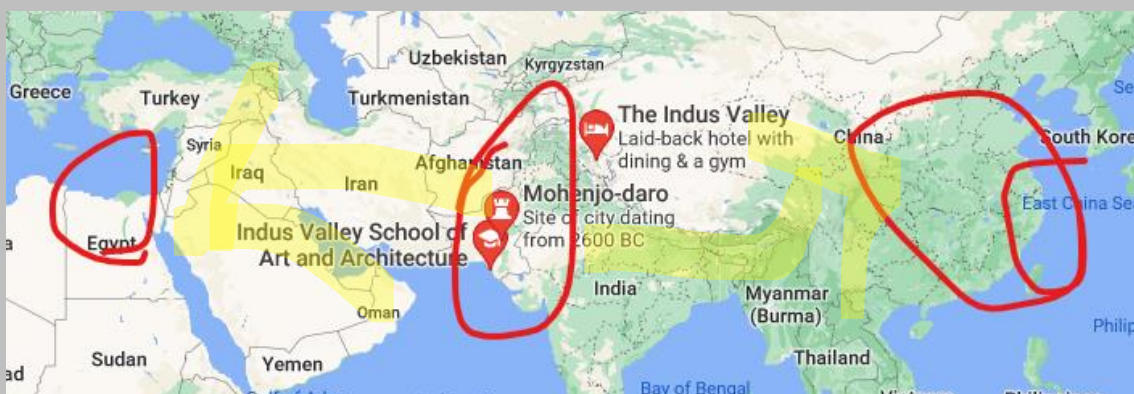 Greece
Turkey
Uzbekistan
Kyrgyzstan
Turkmenistan
Syria
Iraq
Iran
Afghanistan
The Indus Valley
Laid-back hotel with
dining & a gym
China
South Kore
East China Sea
Mohenjo-daro
Site of city dating
from 2600 BC
Indus Valley School of
Art and Architecture
Egypt
India
Myanmar
(Burma)
Oman
Sudan
Yemen
Thailand
Bay of Bengal
Philip